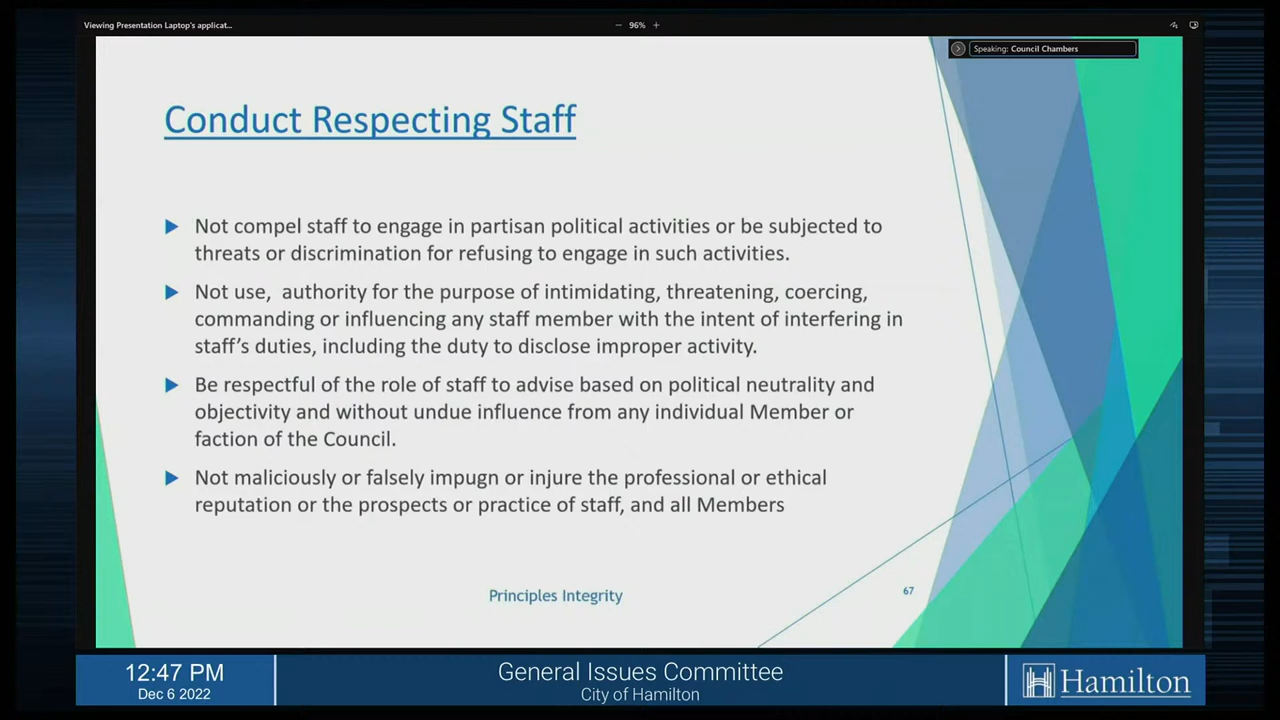 Viewing Presentation Laptop's applicat...
96%
Speaking: Council Chambers
Conduct Respecting Staff
Not compel staff to engage in partisan political activities or be subjected to
threats or discrimination for refusing to engage in such activities.
Not use,  authority for the purpose of intimidating, threatening, coercing,
commanding or influencing any staff member with the intent of interfering in
staff's duties, including the duty to disclose improper activity.
Be respectful of the role of staff to advise based on political neutrality and
objectivity and without undue influence from any individual Member or
faction of the Council.
Not maliciously or falsely impugn or injure the professional or ethical
reputation or the prospects or practice of staff, and all Members
Principles Integrity
67
12:47 PM
Dec 6 2022
General Issues Committee
City of Hamilton
Hamilton